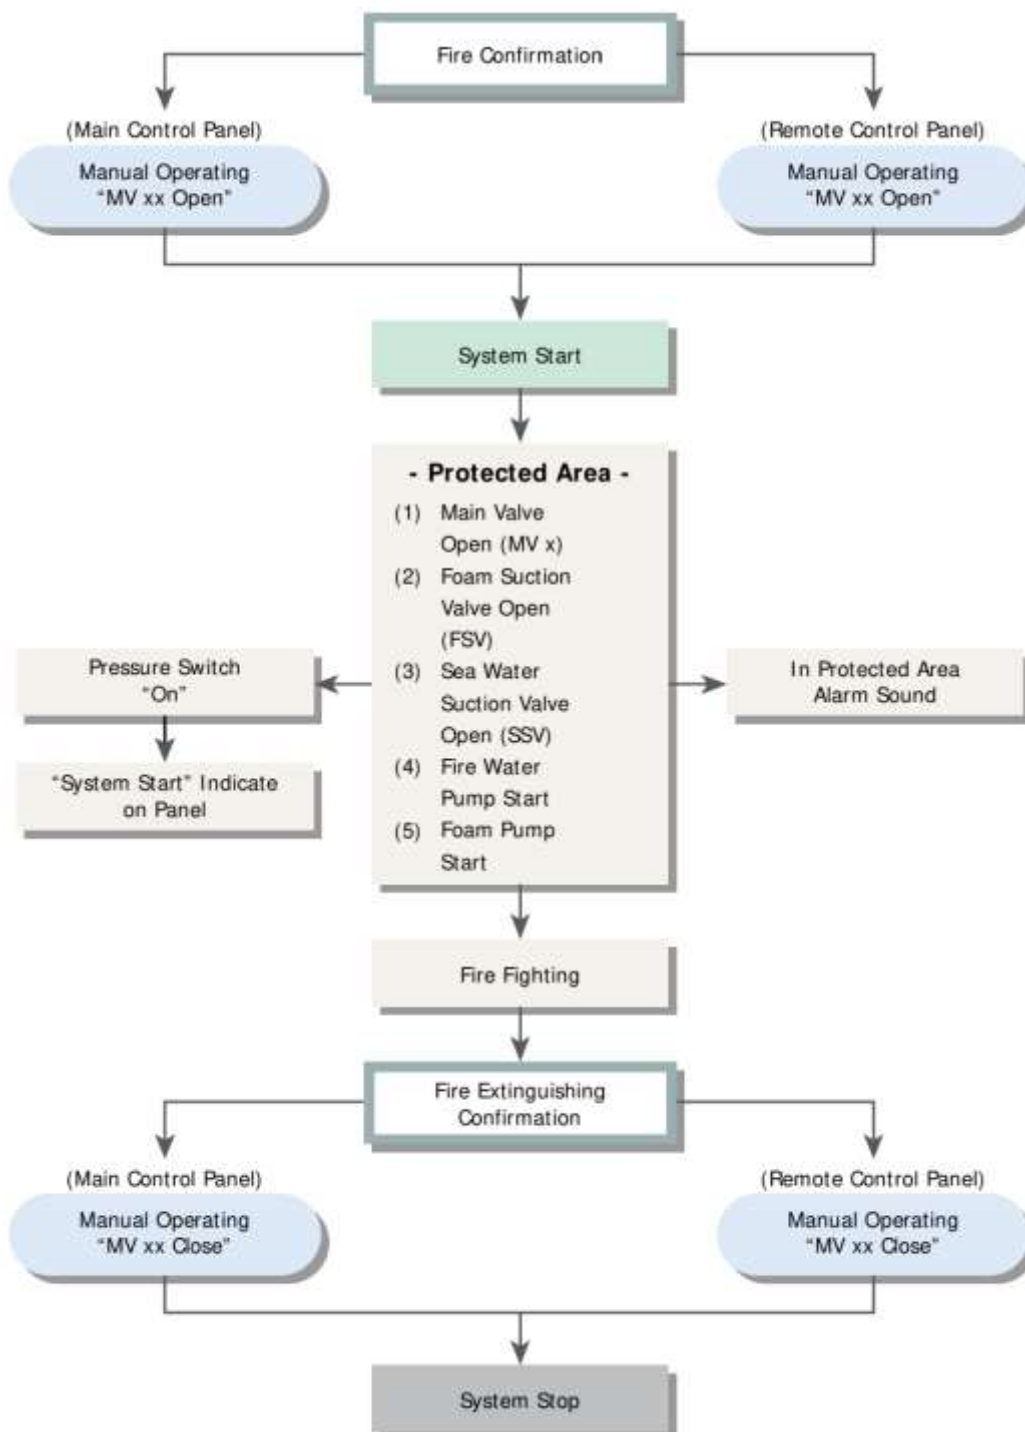 Fire Confirmation
(Main Control Panel)
Manual Operating
“MV xx Open”
(Remote Control Panel)
Manual Operating
“MV xx Open”
System Start
- Protected Area -
(1) Main Valve
Open (MV x)
(2) Foam Suction
Valve Open
(FSV)
(3) Sea Water
Suction Valve
Open (SSV)
(4) Fire Water
Pump Start
(5) Foam Pump
Start
Pressure Switch
“On”
“System Start” Indicate
on Panel
In Protected Area
Alarm Sound
Fire Fighting
Fire Extinguishing
Confirmation
(Main Control Panel)
Manual Operating
“MV xx Close”
(Remote Control Panel)
Manual Operating
“MV xx Close”
System Stop